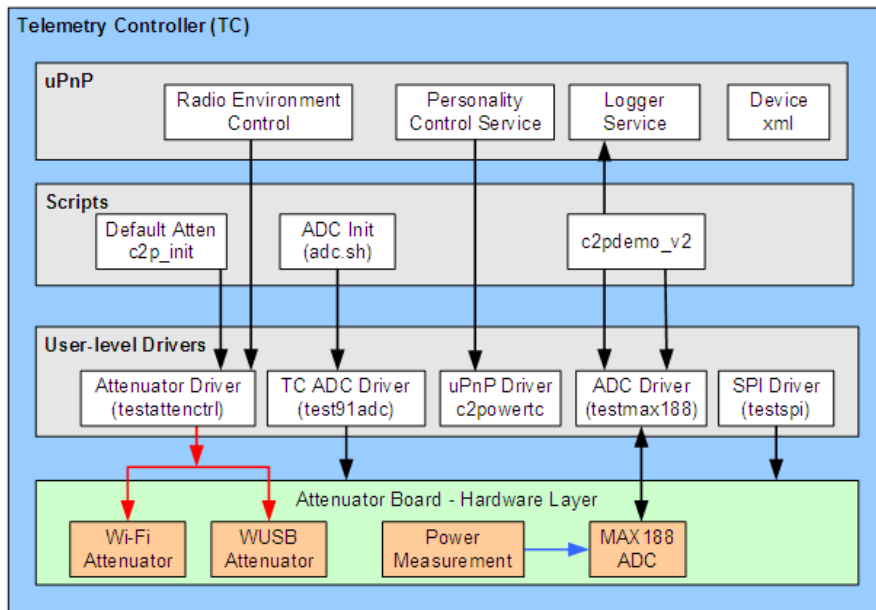 Telemetry Controller (TC)
uPnP
Radio Environment
Control
Personality
Control Service
Logger
Service
Device
xml
Scripts
Default Atten
c2p_init
ADC Init
(adc.sh)
c2pdemo_v2
User-level Drivers
Attenuator Driver
(testattenctrl)
TC ADC Driver
(test91adc)
uPnP Driver
c2powertc
ADC Driver
(testmax188)
SPI Driver
(testspi)
Attenuator Board - Hardware Layer
Wi-Fi
Attenuator
WUSB
Attenuator
Power
Measurement
MAX188
ADC